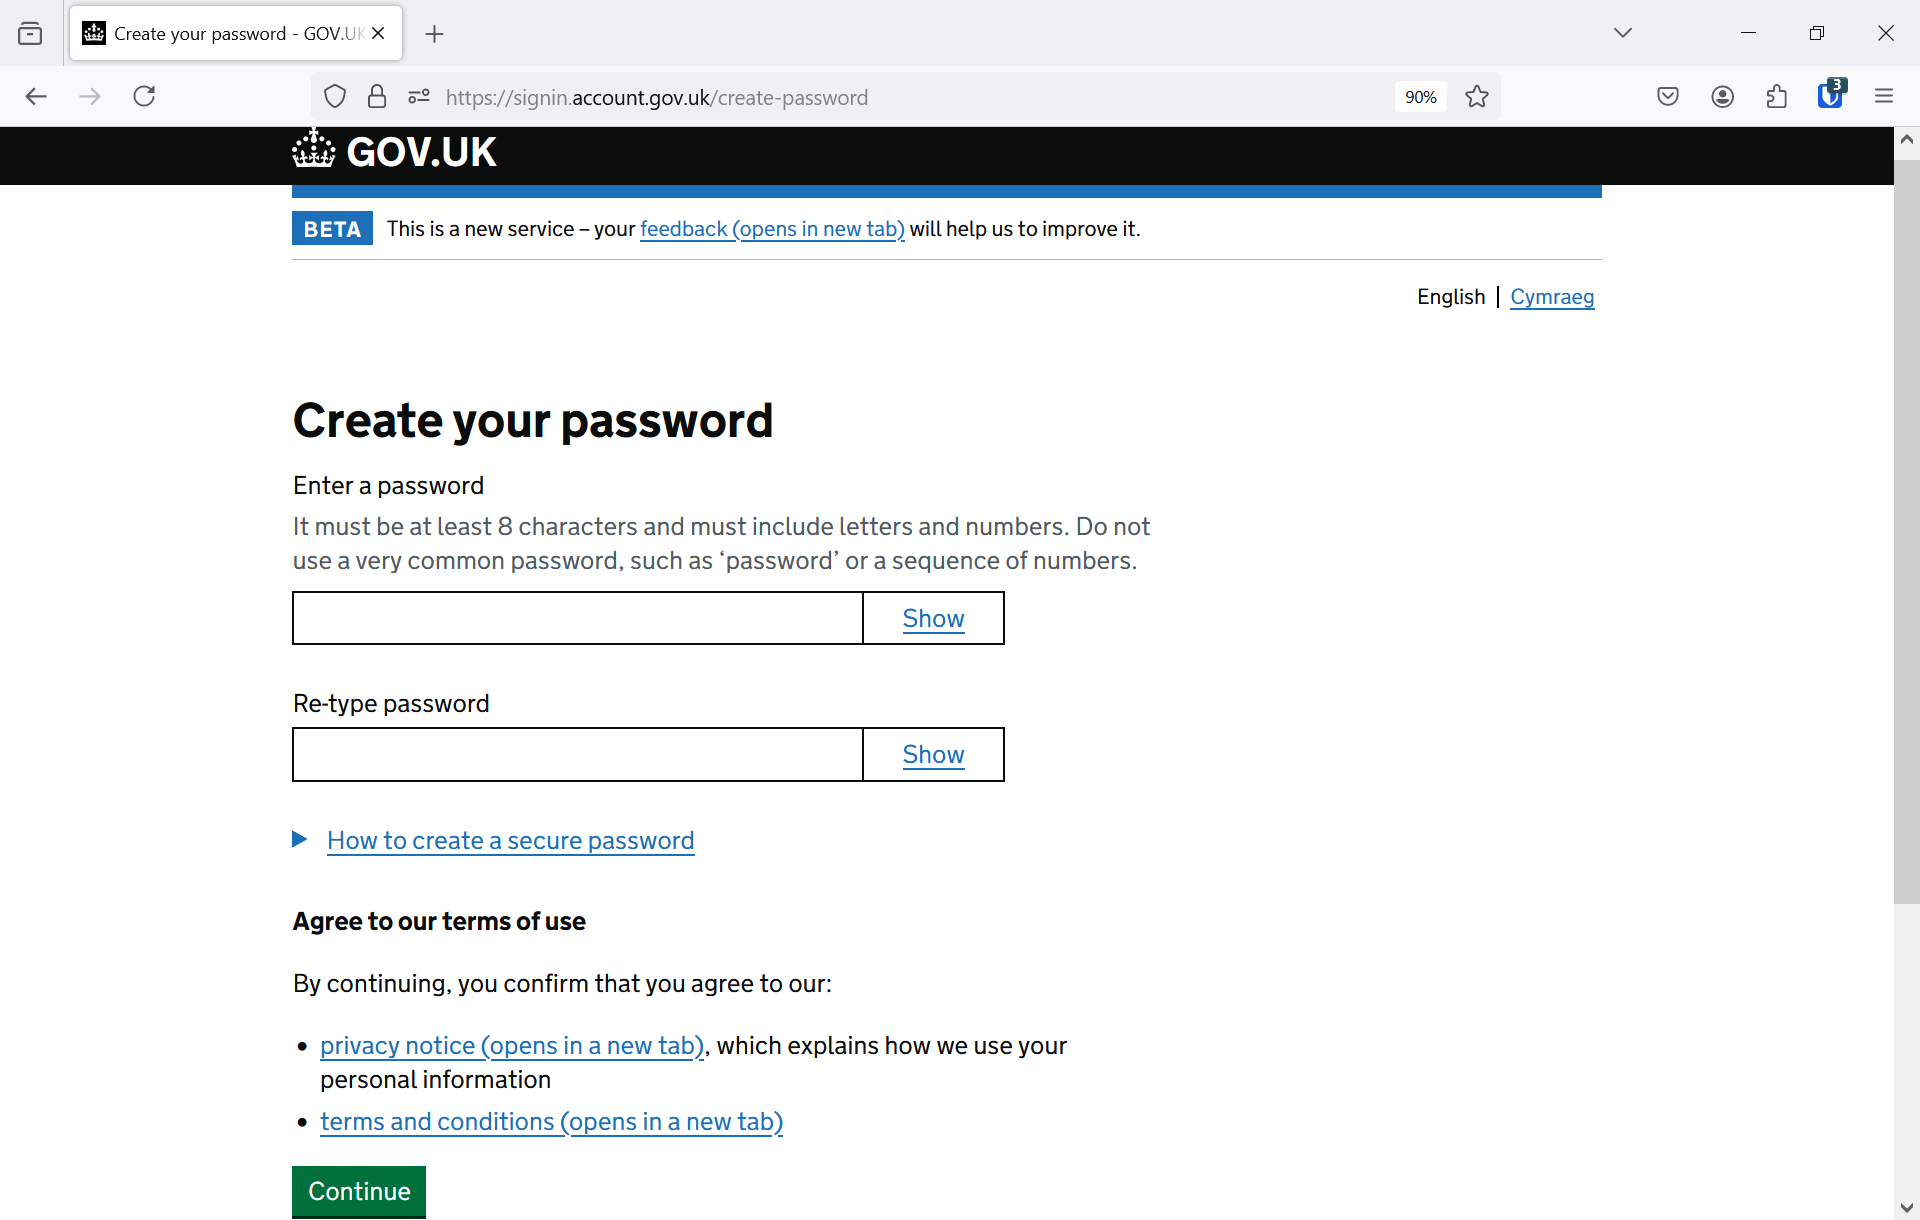 Create your password - GOV.UK
https://signin.account.gov.uk/create-password
90%
3
GOV.UK
BETA This is a new service – your feedback (opens in new tab) will help us to improve it.
English | Cymraeg
Create your password
Enter a password
It must be at least 8 characters and must include letters and numbers. Do not
use a very common password, such as ‘password’ or a sequence of numbers.
Show
Re-type password
Show
How to create a secure password
Agree to our terms of use
By continuing, you confirm that you agree to our:
• privacy notice (opens in a new tab), which explains how we use your
personal information
• terms and conditions (opens in a new tab)
Continue